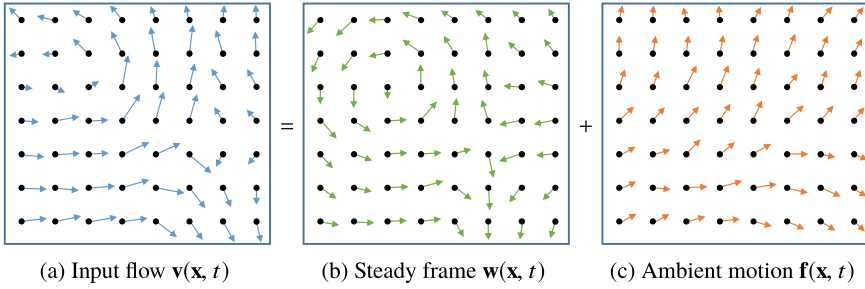 =
+
(a) Input flow v(x, t)
(b) Steady frame w(x, t)
(c) Ambient motion f(x, t)